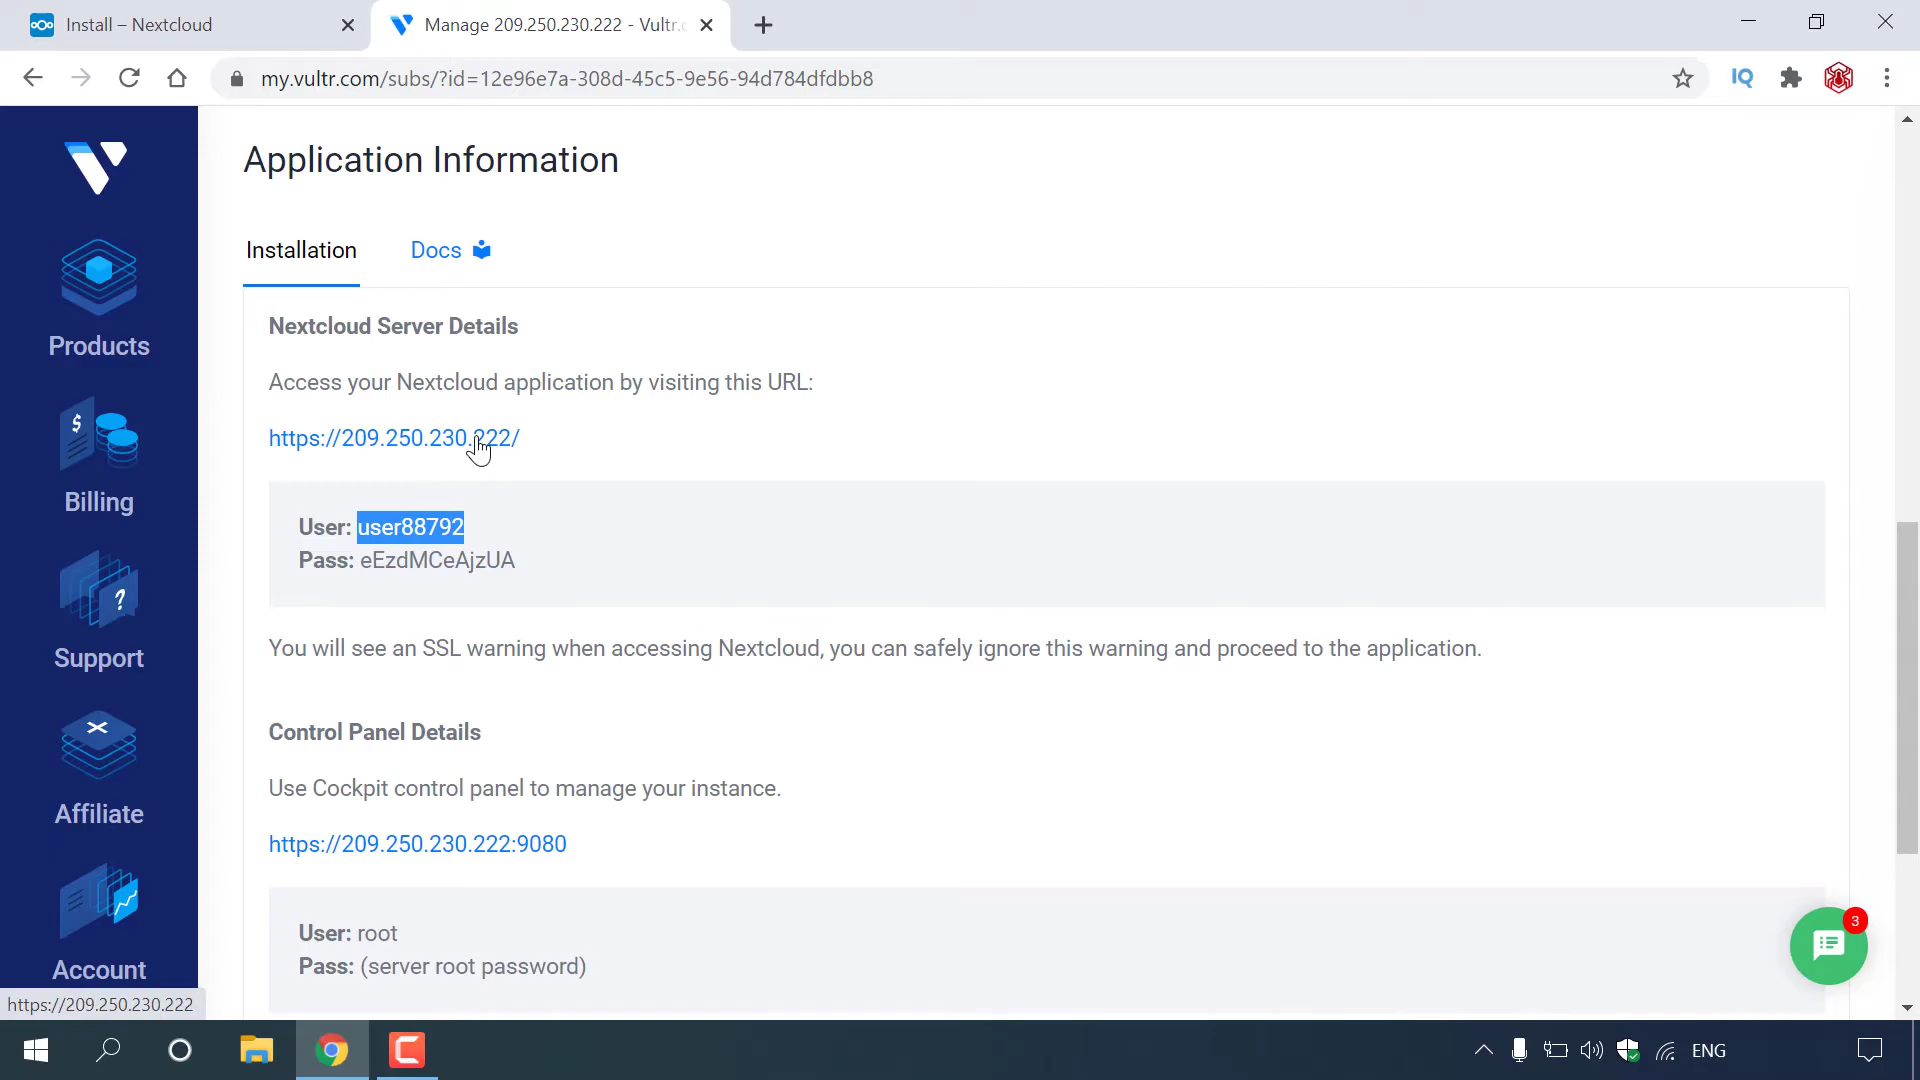 Install – Nextcloud
Manage 209.250.230.222 - Vultr.c
my.vultr.com/subs/?id=12e96e7a-308d-45c5-9e56-94d784dfdbb8
IQ
Application Information
Installation
Docs
Nextcloud Server Details
Access your Nextcloud application by visiting this URL:
https://209.250.230.222/
User: user88792
Pass: eEzdMCeAjzUA
You will see an SSL warning when accessing Nextcloud, you can safely ignore this warning and proceed to the application.
Control Panel Details
Use Cockpit control panel to manage your instance.
https://209.250.230.222:9080
User: root
Pass: (server root password)
Products
$
Billing
?
Support
Affiliate
Account
3
https://209.250.230.222
ENG